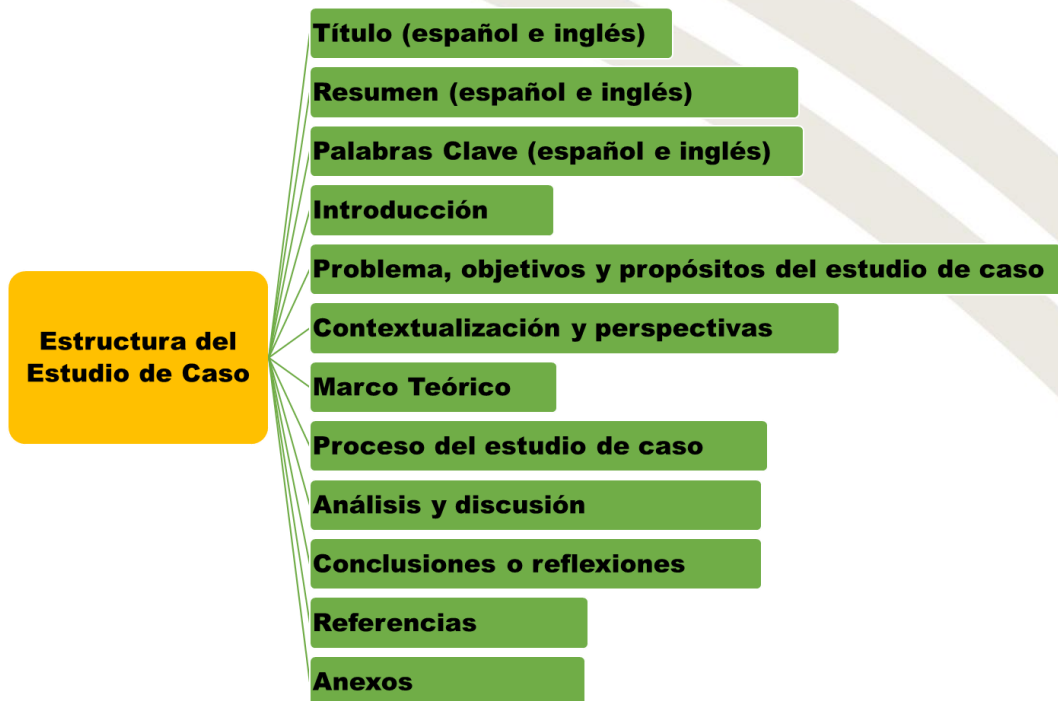 Título (español e inglés)
Resumen (español e inglés)
Palabras Clave (español e inglés)
Introducción
Problema, objetivos y propósitos del estudio de caso
Estructura del
Estudio de Caso
Contextualización y perspectivas
Marco Teórico
Proceso del estudio de caso
Análisis y discusión
Conclusiones o reflexiones
Referencias
Anexos